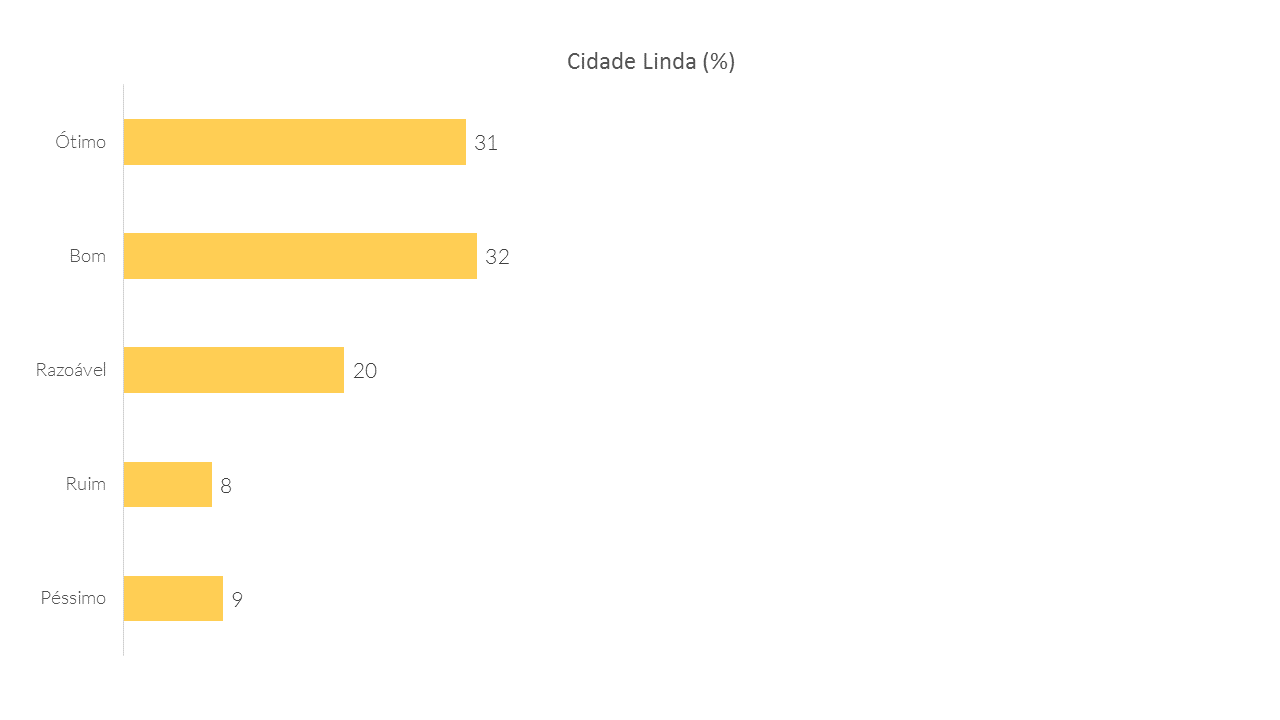 Cidade Linda (%)
Ótimo 31
Bom 32
Razoável 20
Ruim 8
Péssimo 9